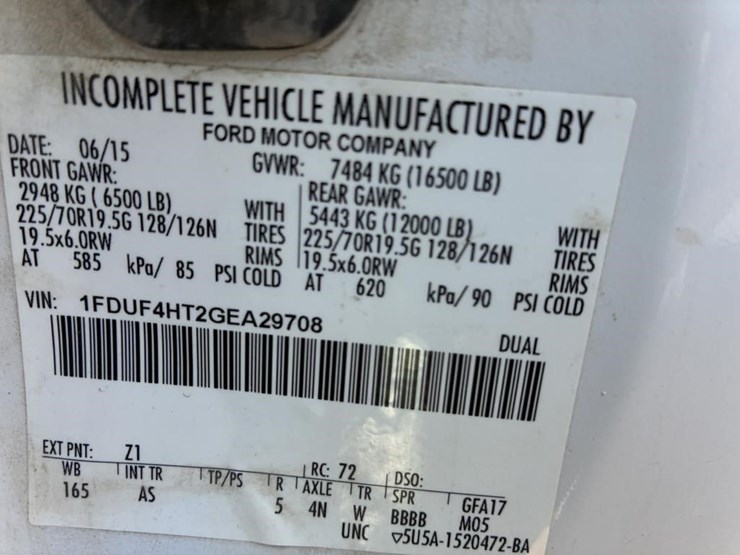 INCOMPLETE VEHICLE MANUFACTURED BY
FORD MOTOR COMPANY
DATE: 06/15 GVWR: 7484 KG (16500 LB)
FRONT GAWR: REAR GAWR:
2948 KG ( 6500 LB) WITH 5443 KG (12000 LB) WITH
225/70R19.5G 128/126N TIRES 225/70R19.5G 128/126N TIRES
19.5x6.0RW RIMS 19.5x6.0RW RIMS
AT 585 kPa/ 85 PSI COLD AT 620 kPa/ 90 PSI COLD
VIN: 1FDUF4HT2GEA29708
DUAL
EXT PNT: Z1 RC: 72 DSO:
WB INT TR TP/PS R AXLE TR SPR GFA17
165 AS 5 4N W BBBB M05
UNC ▽5U5A-1520472-BA